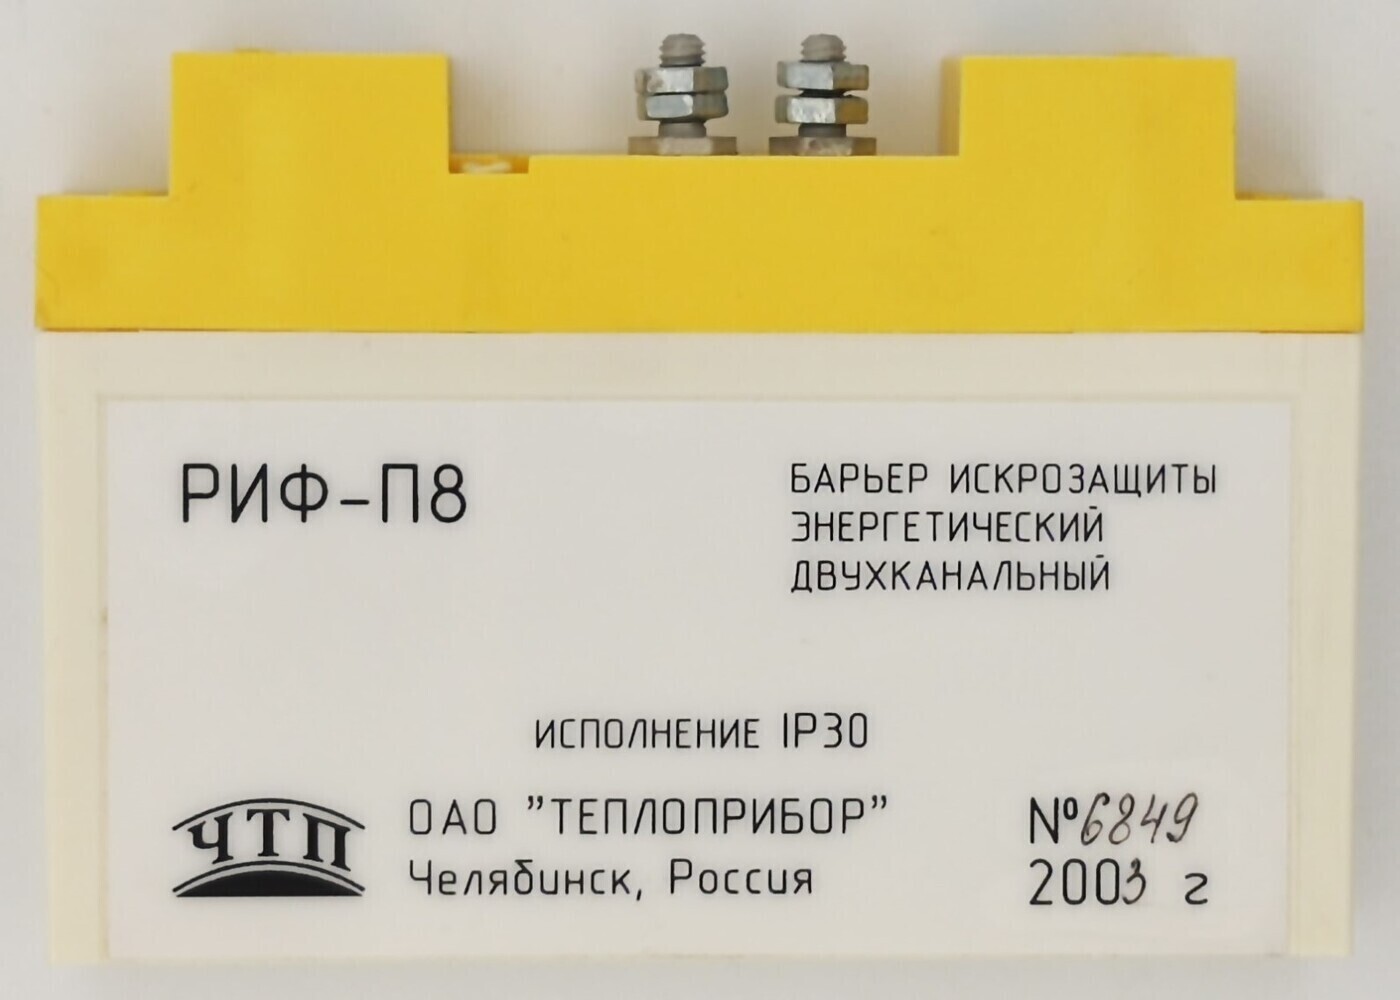 РИФ-П8
БАРЬЕР ИСКРОЗАЩИТЫ
ЭНЕРГЕТИЧЕСКИЙ
ДВУХКАНАЛЬНЫЙ
ИСПОЛНЕНИЕ IP30
ЧТП
ОАО "ТЕПЛОПРИБОР"
Челябинск, Россия
№6849
2003 г